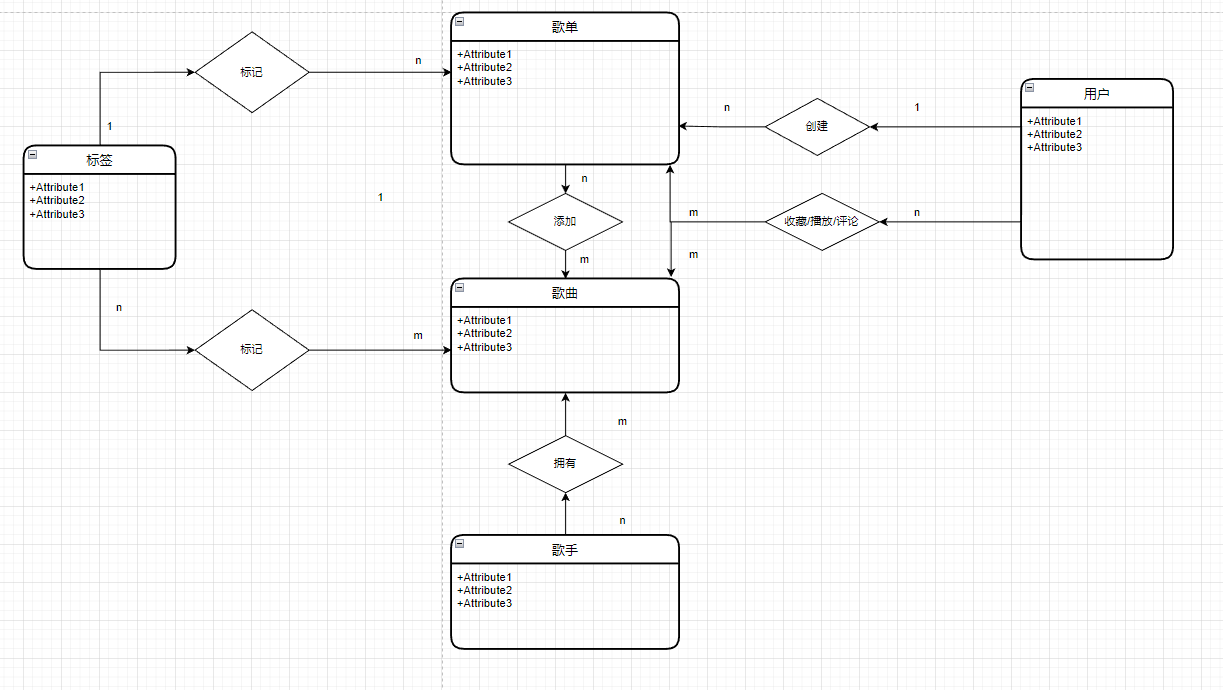 歌单
+Attribute1
+Attribute2
+Attribute3
标记
n
1
标签
+Attribute1
+Attribute2
+Attribute3
1
用户
+Attribute1
+Attribute2
+Attribute3
n
创建
1
n
添加
m
m
收藏/播放/评论
n
m
歌曲
+Attribute1
+Attribute2
+Attribute3
n
标记
m
m
拥有
n
歌手
+Attribute1
+Attribute2
+Attribute3